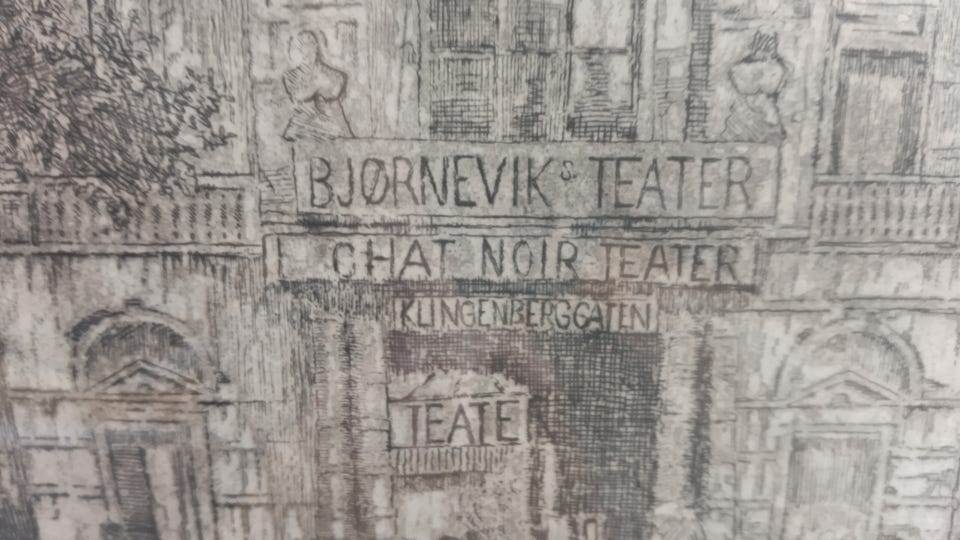 BJØRNEVIKS TEATER
CHAT NOIR TEATER
KLINGENBERGGATEN
TEATE